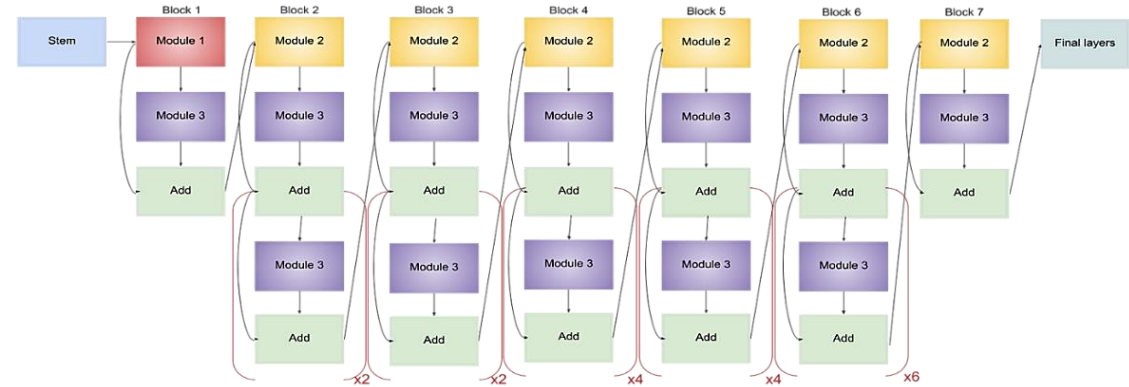 Block 1
Block 2
Block 3
Block 4
Block 5
Block 6
Block 7
Stem
Module 1
Module 2
Module 2
Module 2
Module 2
Module 2
Module 2
Final layers
Module 3
Module 3
Module 3
Module 3
Module 3
Module 3
Module 3
Add
Add
Add
Add
Add
Add
Add
Module 3
Module 3
Module 3
Module 3
Module 3
Add
Add
Add
Add
Add
x2
x2
x4
x4
x6